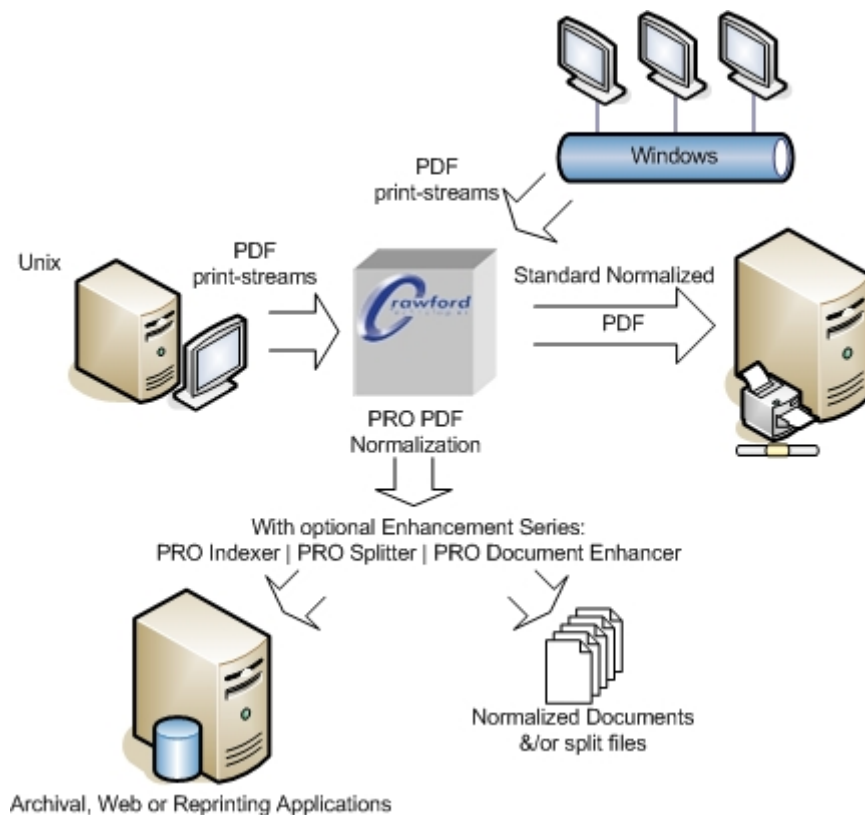 Windows
PDF
print-streams
Unix
PDF
print-streams
Crawford
Technologies
Standard Normalized
PDF
PRO PDF
Normalization
With optional Enhancement Series:
PRO Indexer | PRO Splitter | PRO Document Enhancer
Normalized Documents
&/or split files
Archival, Web or Reprinting Applications